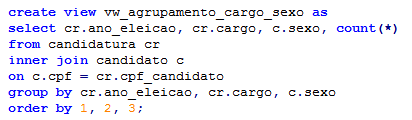 create view vw_agrupamento_cargo_sexo as
select cr.ano_eleicao, cr.cargo, c.sexo, count(*)
from candidatura cr
inner join candidato c
on c.cpf = cr.cpf_candidato
group by cr.ano_eleicao, cr.cargo, c.sexo
order by 1, 2, 3;